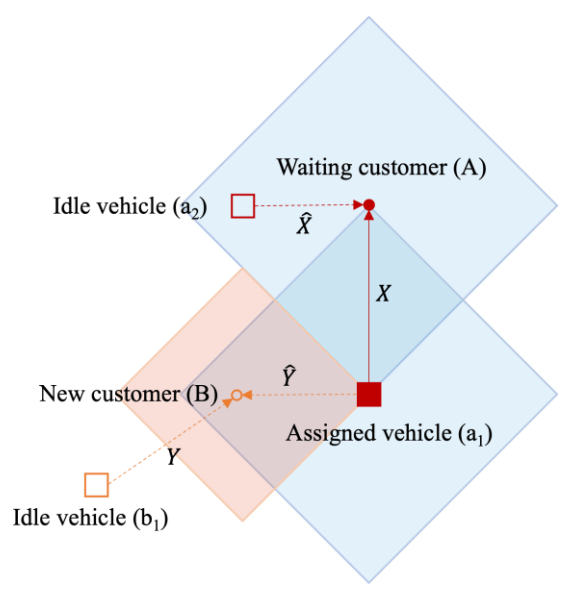 Waiting customer (A)
Idle vehicle (a₂)
X̂
X
Ŷ
New customer (B)
Assigned vehicle (a₁)
Y
Idle vehicle (b₁)